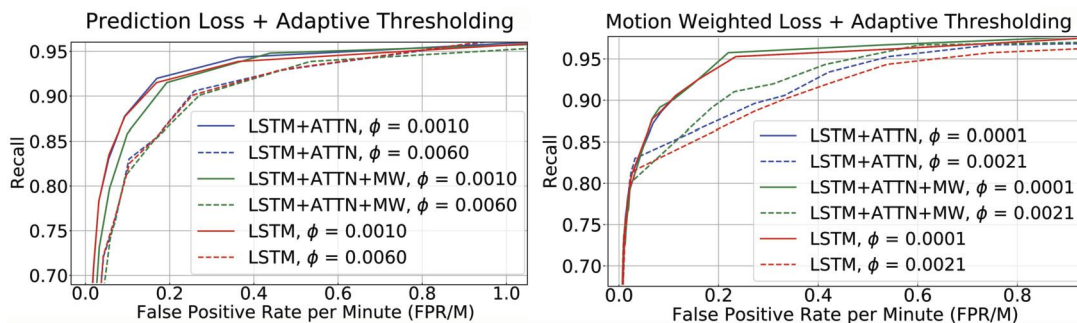 Prediction Loss + Adaptive Thresholding
0.95
0.90
0.85
0.80
0.75
0.70
Recall
LSTM+ATTN, ϕ = 0.0010
LSTM+ATTN, ϕ = 0.0060
LSTM+ATTN+MW, ϕ = 0.0010
LSTM+ATTN+MW, ϕ = 0.0060
LSTM, ϕ = 0.0010
LSTM, ϕ = 0.0060
0.0 0.2 0.4 0.6 0.8 1.0
False Positive Rate per Minute (FPR/M)
Motion Weighted Loss + Adaptive Thresholding
0.95
0.90
0.85
0.80
0.75
0.70
Recall
LSTM+ATTN, ϕ = 0.0001
LSTM+ATTN, ϕ = 0.0021
LSTM+ATTN+MW, ϕ = 0.0001
LSTM+ATTN+MW, ϕ = 0.0021
LSTM, ϕ = 0.0001
LSTM, ϕ = 0.0021
0.0 0.2 0.4 0.6 0.8
False Positive Rate per Minute (FPR/M)